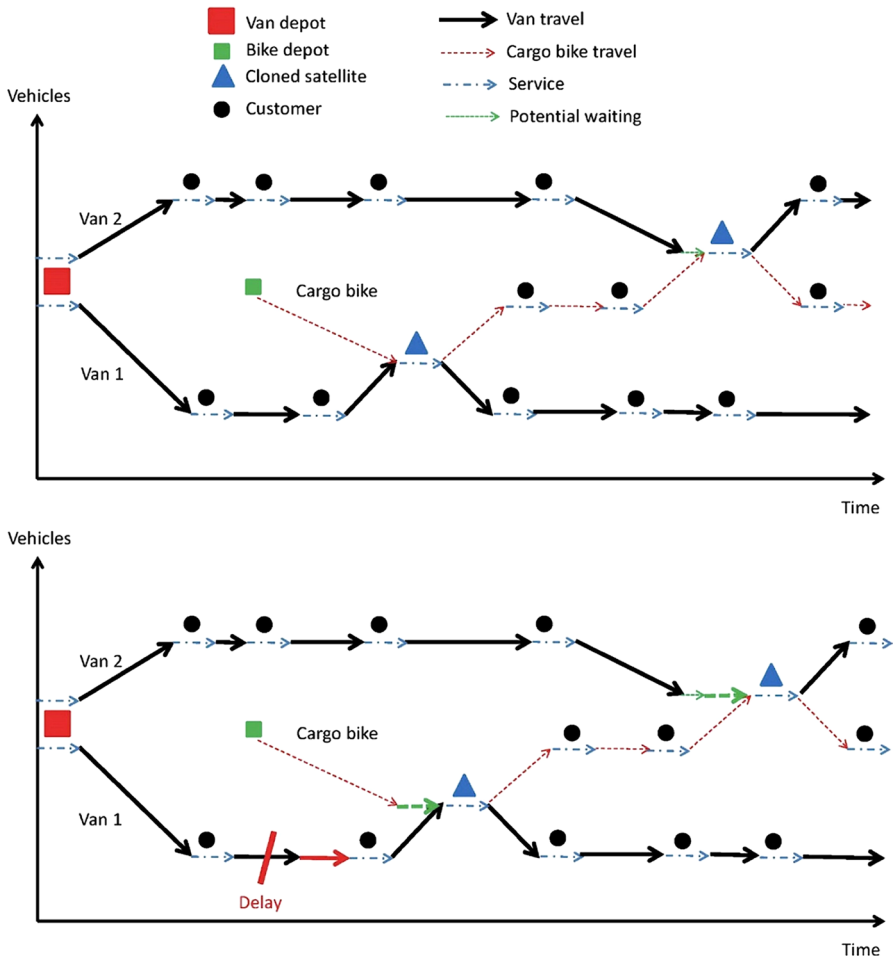 Van depot
Bike depot
Cloned satellite
Customer
Van travel
Cargo bike travel
Service
Potential waiting
Vehicles
Van 2
Cargo bike
Van 1
Time
Vehicles
Van 2
Cargo bike
Van 1
Delay
Time